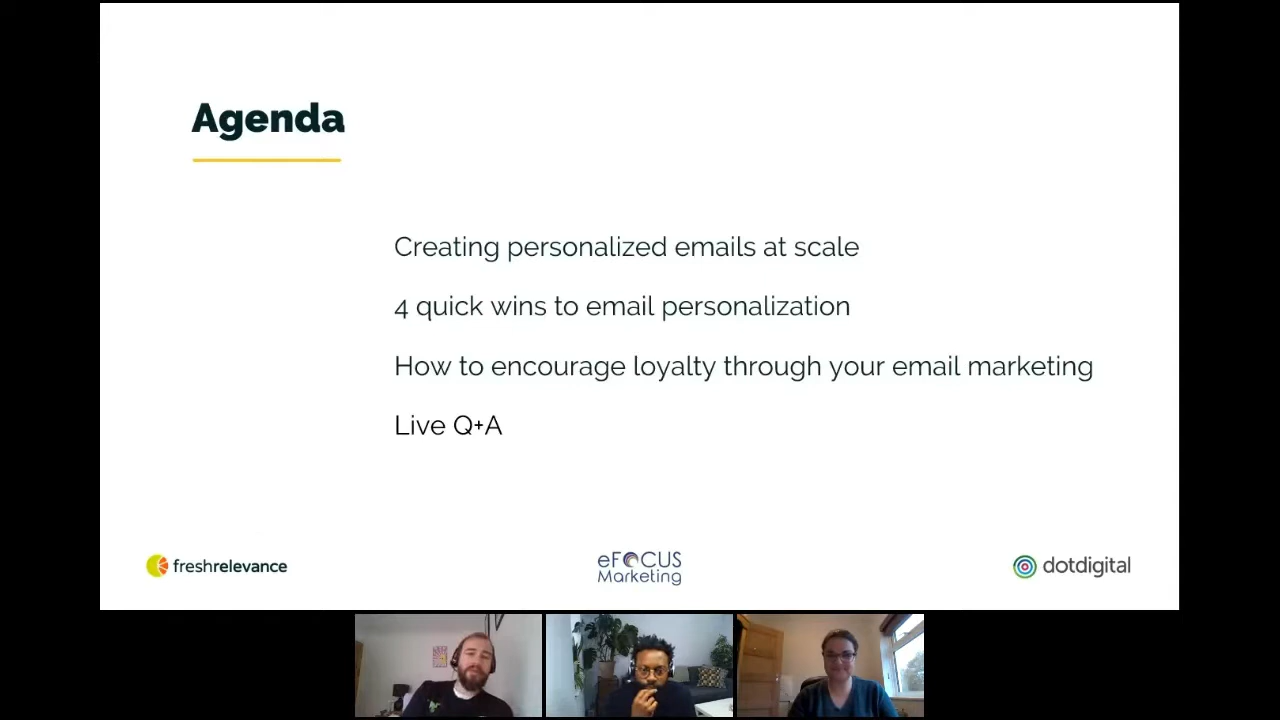 Agenda
Creating personalized emails at scale
4 quick wins to email personalization
How to encourage loyalty through your email marketing
Live Q+A
freshrelevance
eFOCUS
Marketing
dotdigital